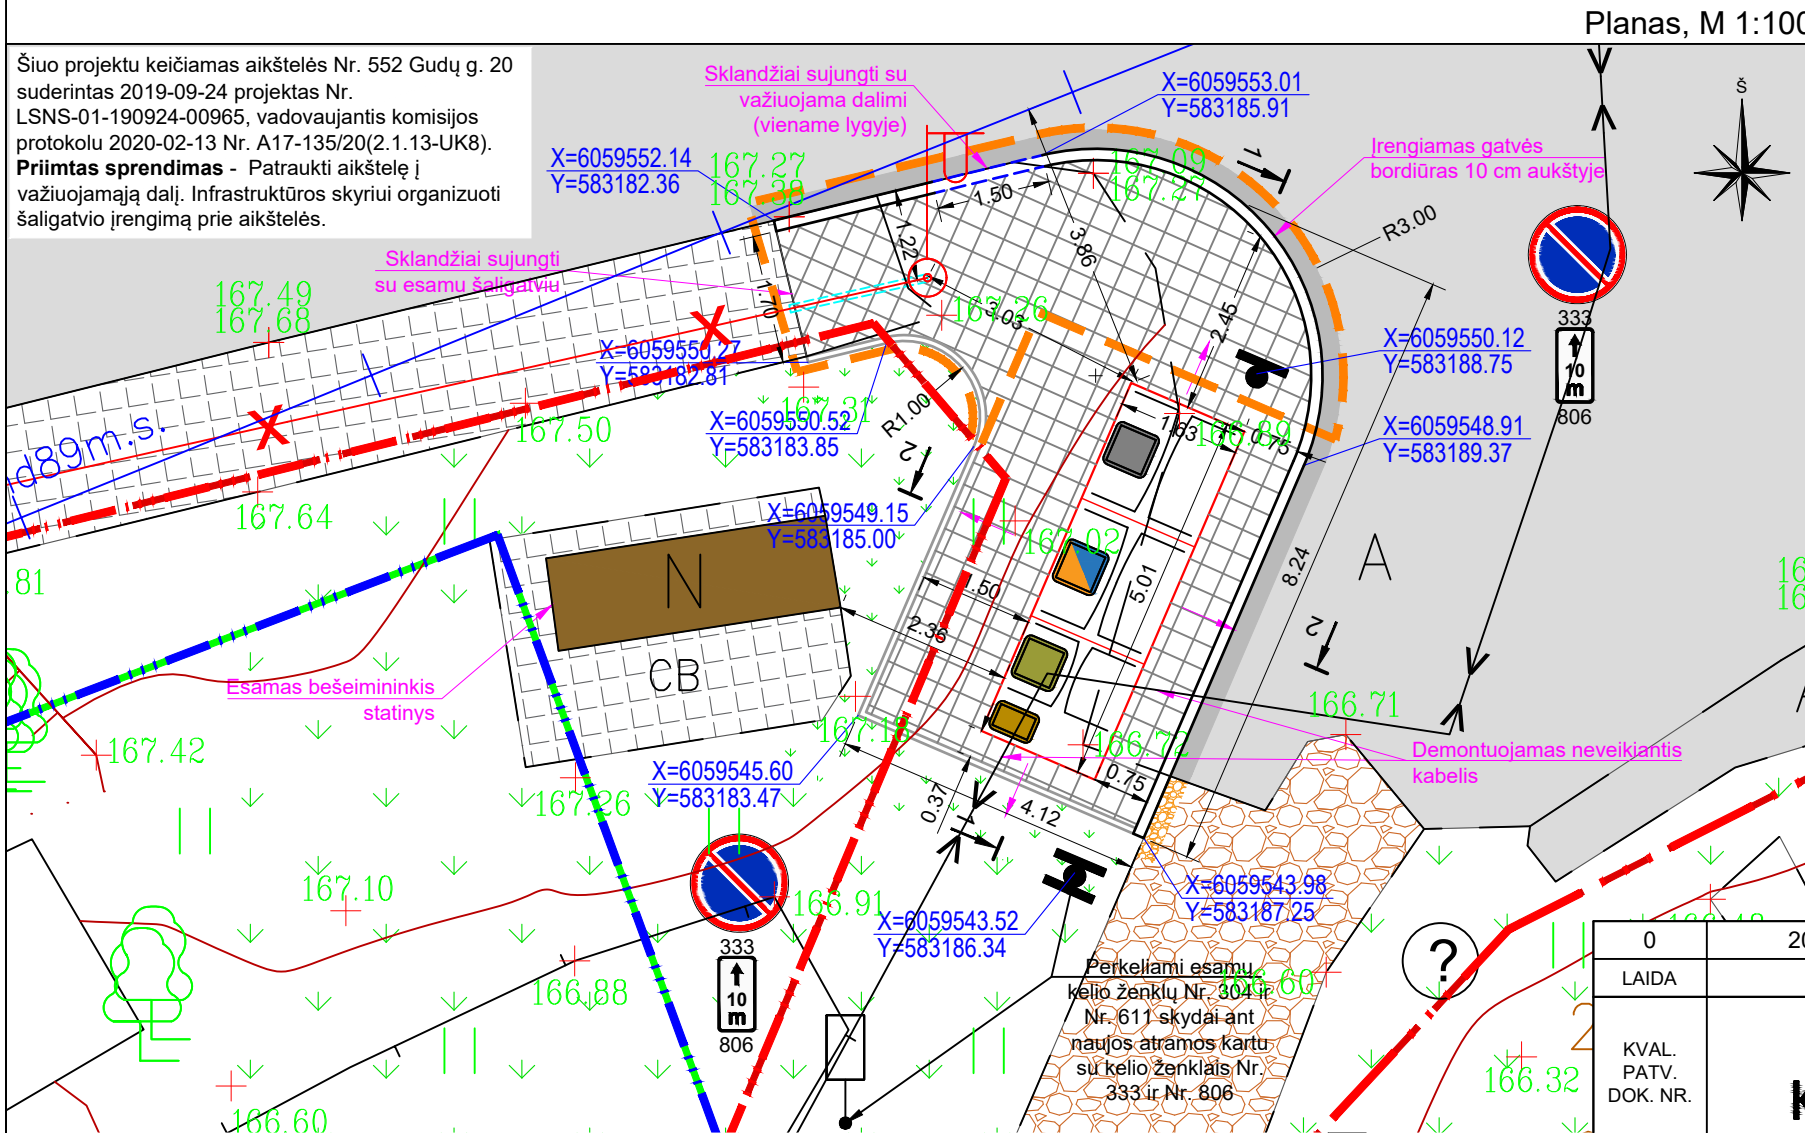 Planas, M 1:100
Šiuo projektu keičiamas aikštelės Nr. 552 Gudų g. 20
suderintas 2019-09-24 projektas Nr.
LSNS-01-190924-00965, vadovaujantis komisijos
protokolu 2020-02-13 Nr. A17-135/20(2.1.13-UK8).
Priimtas sprendimas - Patraukti aikštelę į
važiuojamąją dalį. Infrastruktūros skyriui organizuoti
šaligatvio įrengimą prie aikštelės.
Sklandžiai sujungti su
važiuojama dalimi
(viename lygyje)
X=6059553.01
Y=583185.91
Š
Įrengiamas gatvės
bordiūras 10 cm aukštyje
X=6059552.14
Y=583182.36
167.27
167.38
167.09
167.27
1
1.50
R3.00
1.22
3.86
Sklandžiai sujungti
su esamu šaligatviu
1.70
167.49
167.68
167.26
3.03
2.45
333
10
m
806
X=6059550.27
Y=583182.81
X=6059550.12
Y=583188.75
167.31
R1.00
X=6059550.52
Y=583183.85
167.50
1.63
166.89
0.75
X=6059548.91
Y=583189.37
d89m.s.
2
167.64
X=6059549.15
Y=583185.00
167.02
A
8.24
N
5.01
1.50
2.36
2
.81
CB
Esamas bešeimininkis
statinys
167.18
166.71
167.42
166.72
Demontuojamas neveikiantis
kabelis
X=6059545.60
Y=583183.47
0.75
0.37
4.12
1
167.26
167.10
166.91
X=6059543.98
Y=583187.25
X=6059543.52
Y=583186.34
333
10
m
806
166.88
166.60
Perkeliami esamų
kelio ženklų Nr. 304 ir
Nr. 611 skydai ant
naujos atramos kartu
su kelio ženklais Nr.
333 ir Nr. 806
?
166.60
166.32
0
20
LAIDA
KVAL.
PATV.
DOK. NR.